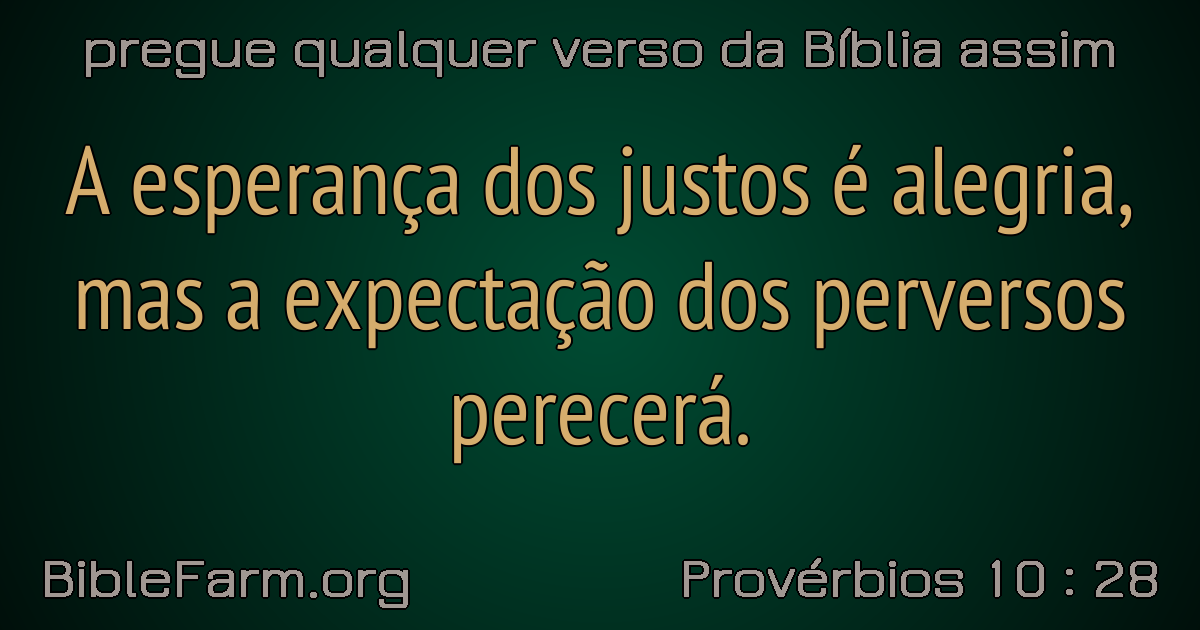 pregue qualquer verso da Bíblia assim
A esperança dos justos é alegria,
mas a expectação dos perversos
perecerá.
BibleFarm.org
Provérbios 10 : 28